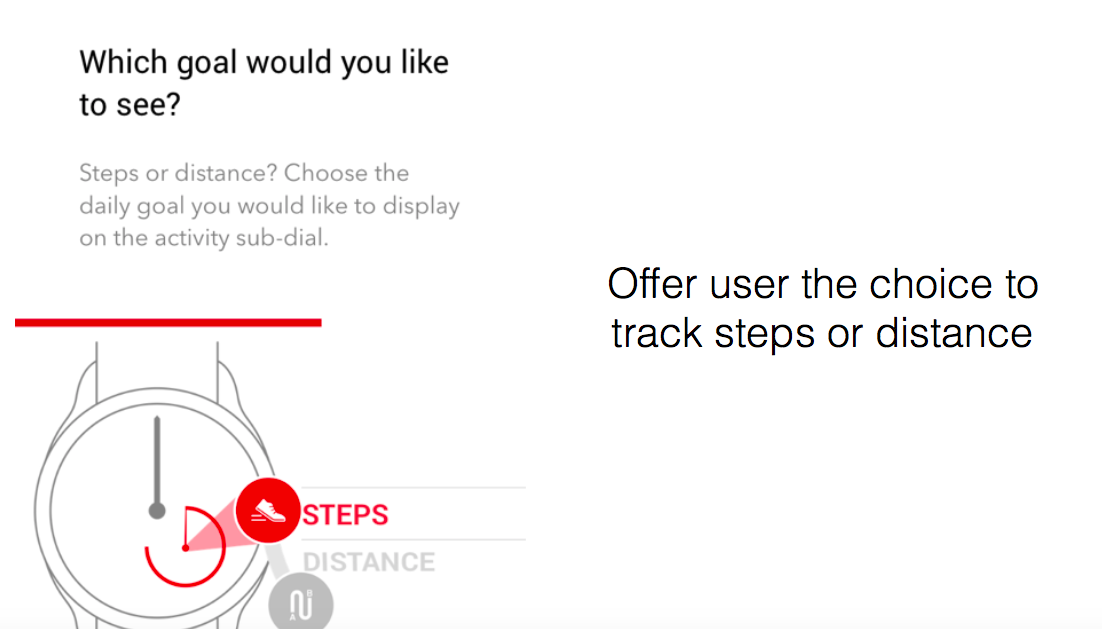 Which goal would you like
to see?
Steps or distance? Choose the
daily goal you would like to display
on the activity sub-dial.
Offer user the choice to
track steps or distance
STEPS
DISTANCE
B
A